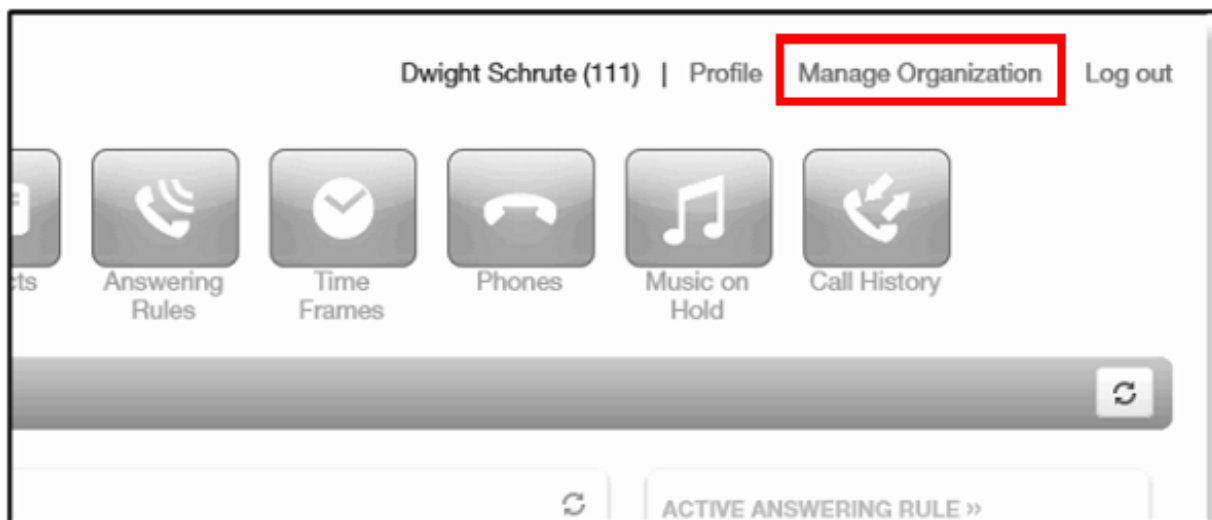 Dwight Schrute (111) | Profile Manage Organization Log out
cts Answering Time Phones Music on Call History
Rules Frames Hold
ACTIVE ANSWERING RULE »